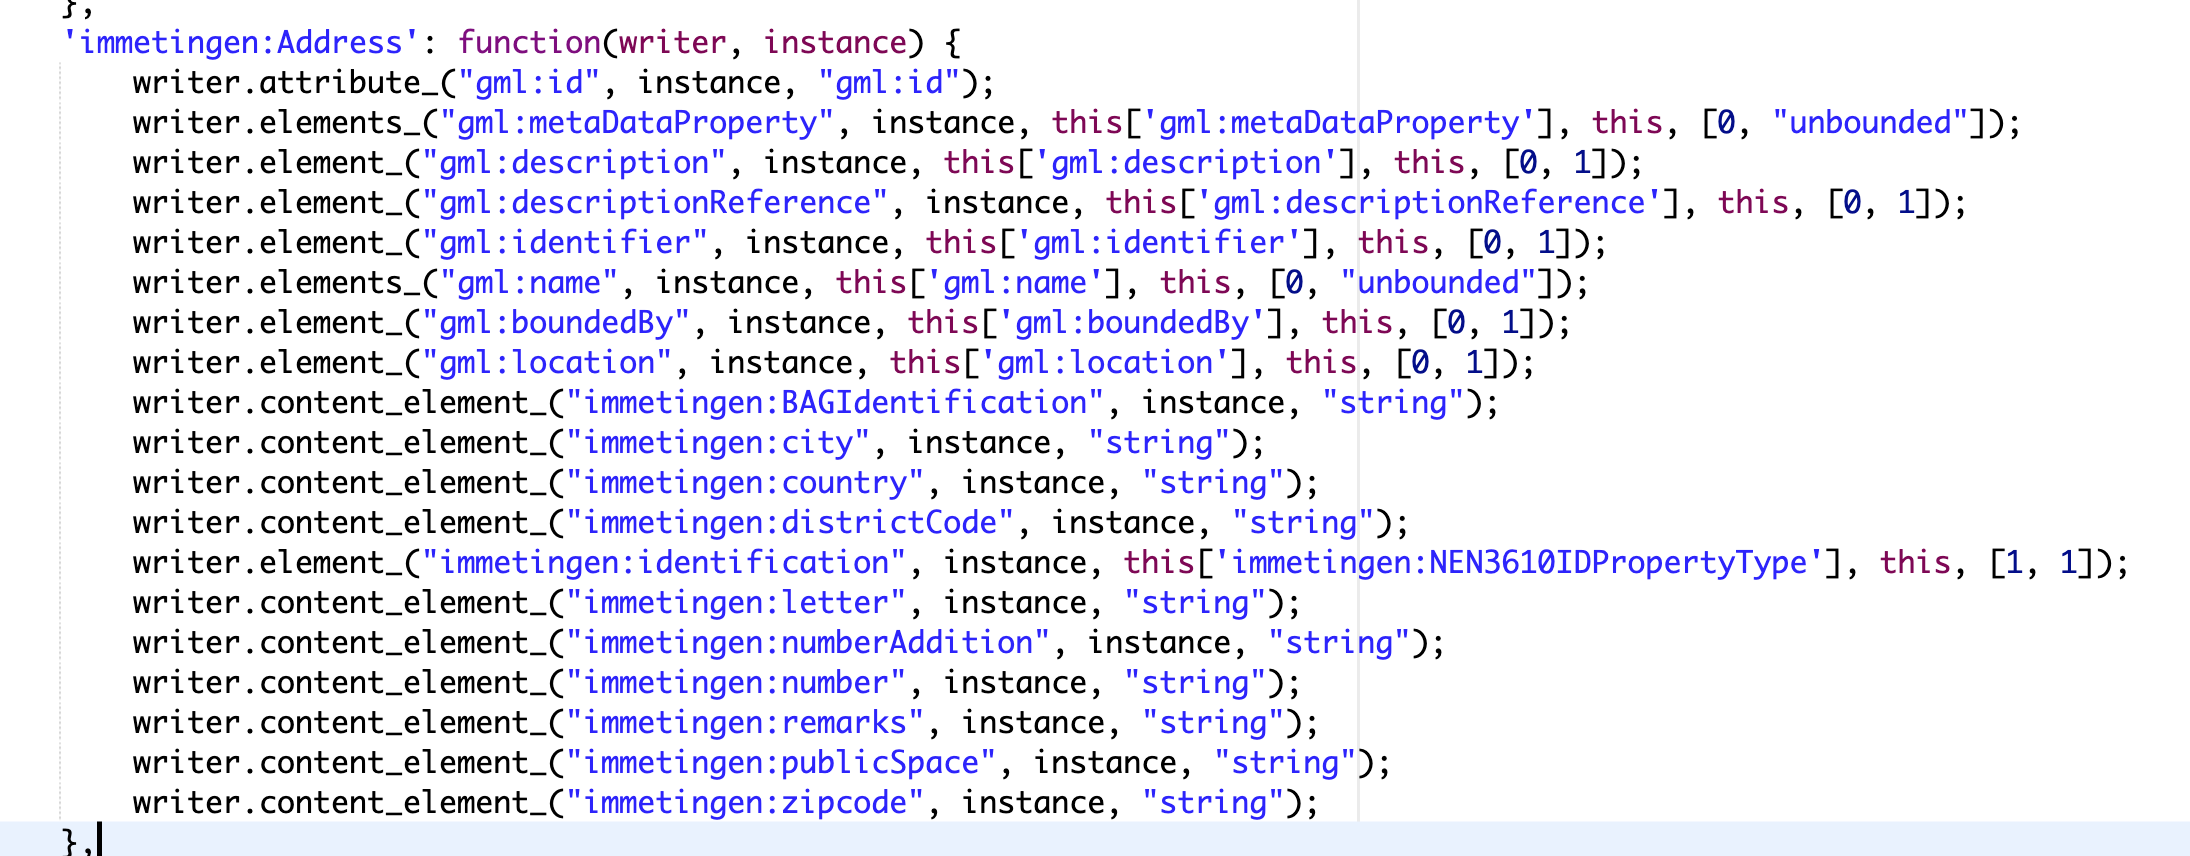 },
'immetingen:Address': function(writer, instance) {
writer.attribute_("gml:id", instance, "gml:id");
writer.elements_("gml:metaDataProperty", instance, this['gml:metaDataProperty'], this, [0, "unbounded"]);
writer.element_("gml:description", instance, this['gml:description'], this, [0, 1]);
writer.element_("gml:descriptionReference", instance, this['gml:descriptionReference'], this, [0, 1]);
writer.element_("gml:identifier", instance, this['gml:identifier'], this, [0, 1]);
writer.elements_("gml:name", instance, this['gml:name'], this, [0, "unbounded"]);
writer.element_("gml:boundedBy", instance, this['gml:boundedBy'], this, [0, 1]);
writer.element_("gml:location", instance, this['gml:location'], this, [0, 1]);
writer.content_element_("immetingen:BAGIdentification", instance, "string");
writer.content_element_("immetingen:city", instance, "string");
writer.content_element_("immetingen:country", instance, "string");
writer.content_element_("immetingen:districtCode", instance, "string");
writer.element_("immetingen:identification", instance, this['immetingen:NEN3610IDPropertyType'], this, [1, 1]);
writer.content_element_("immetingen:letter", instance, "string");
writer.content_element_("immetingen:numberAddition", instance, "string");
writer.content_element_("immetingen:number", instance, "string");
writer.content_element_("immetingen:remarks", instance, "string");
writer.content_element_("immetingen:publicSpace", instance, "string");
writer.content_element_("immetingen:zipcode", instance, "string");
},